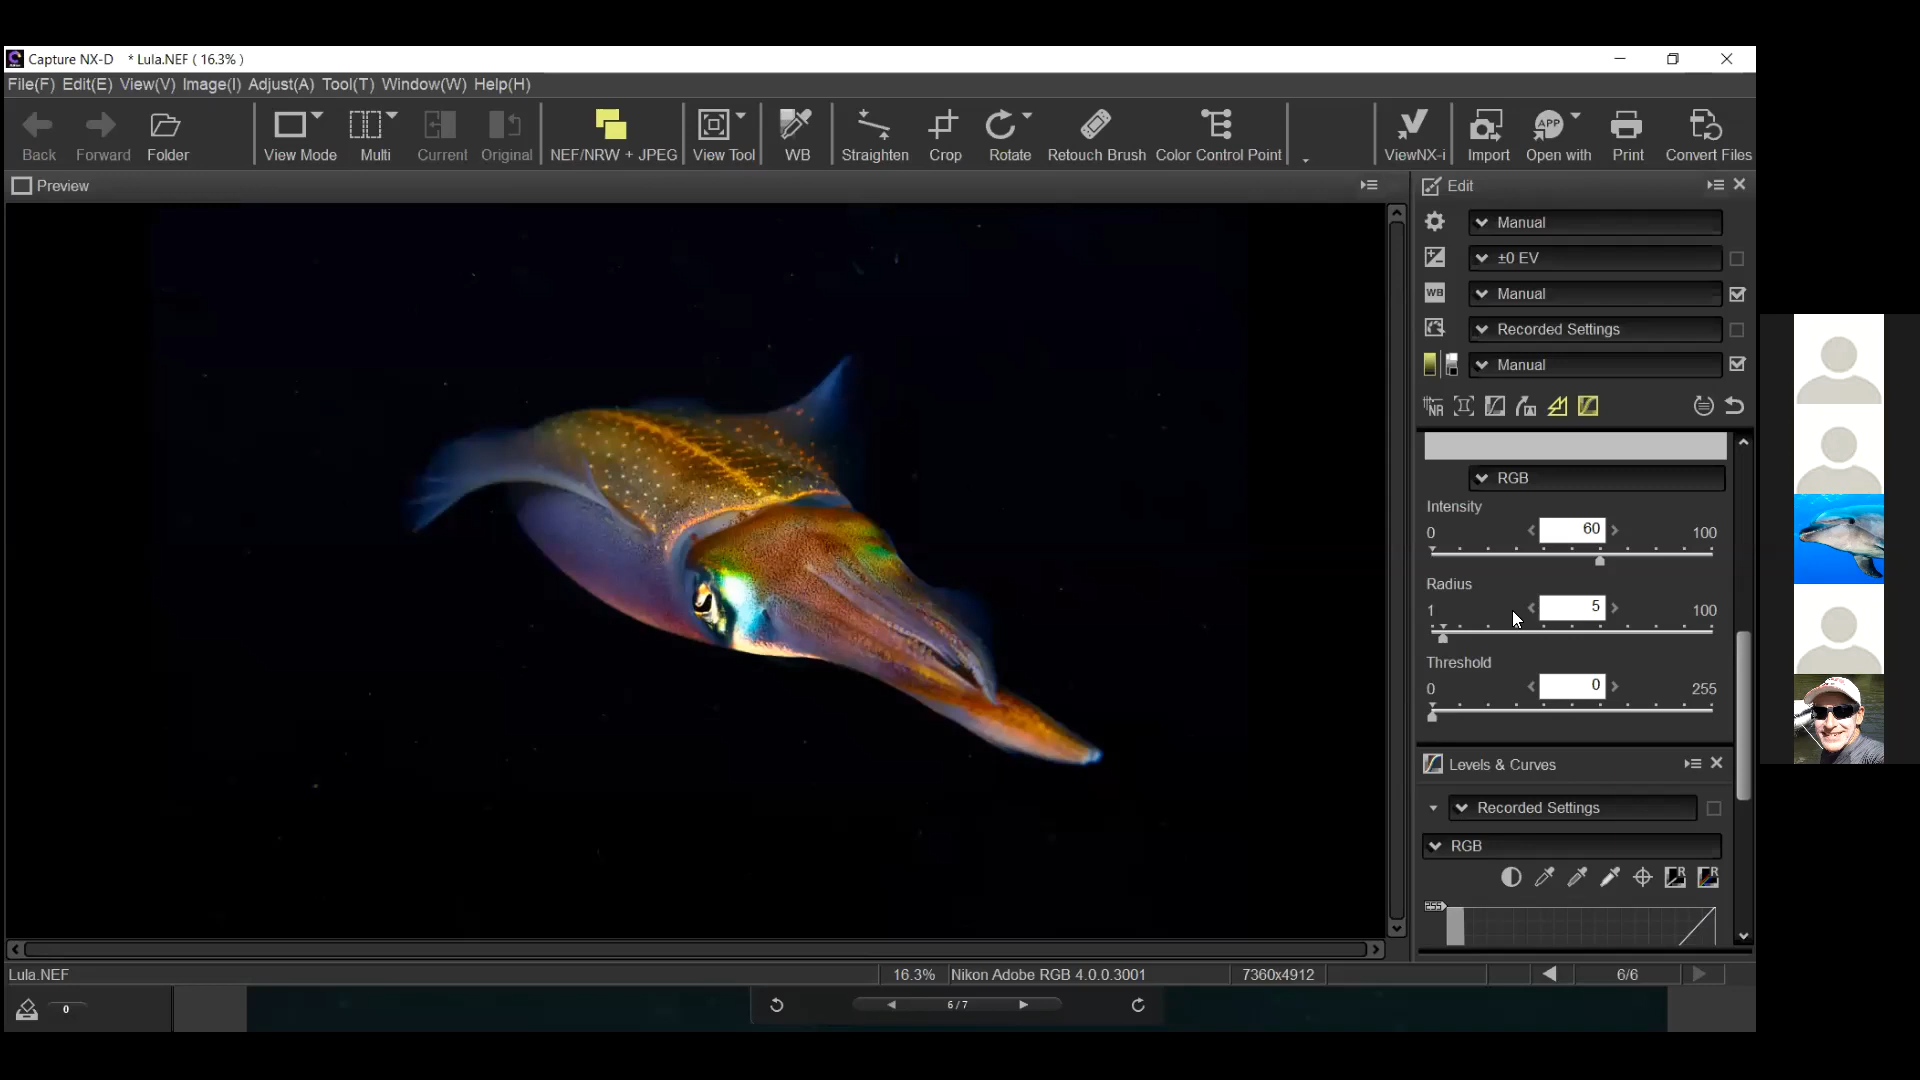 Capture NX-D * Lula.NEF ( 16.3% )
File(F) Edit(E) View(V) Image(I) Adjust(A) Tool(T) Window(W) Help(H)
Back Forward Folder View Mode Multi Current Original NEF/NRW + JPEG View Tool WB Straighten Crop Rotate Retouch Brush Color Control Point ViewNX-i Import Open with Print Convert Files
APP
Preview
Edit
Manual
±0 EV
WB Manual
Recorded Settings
Manual
NR
RGB
Intensity
0 60 100
Radius
1 5 100
Threshold
0 0 255
Levels & Curves
Recorded Settings
RGB
R R
255
Lula.NEF 16.3% Nikon Adobe RGB 4.0.0.3001 7360x4912 6/6
0 6/7